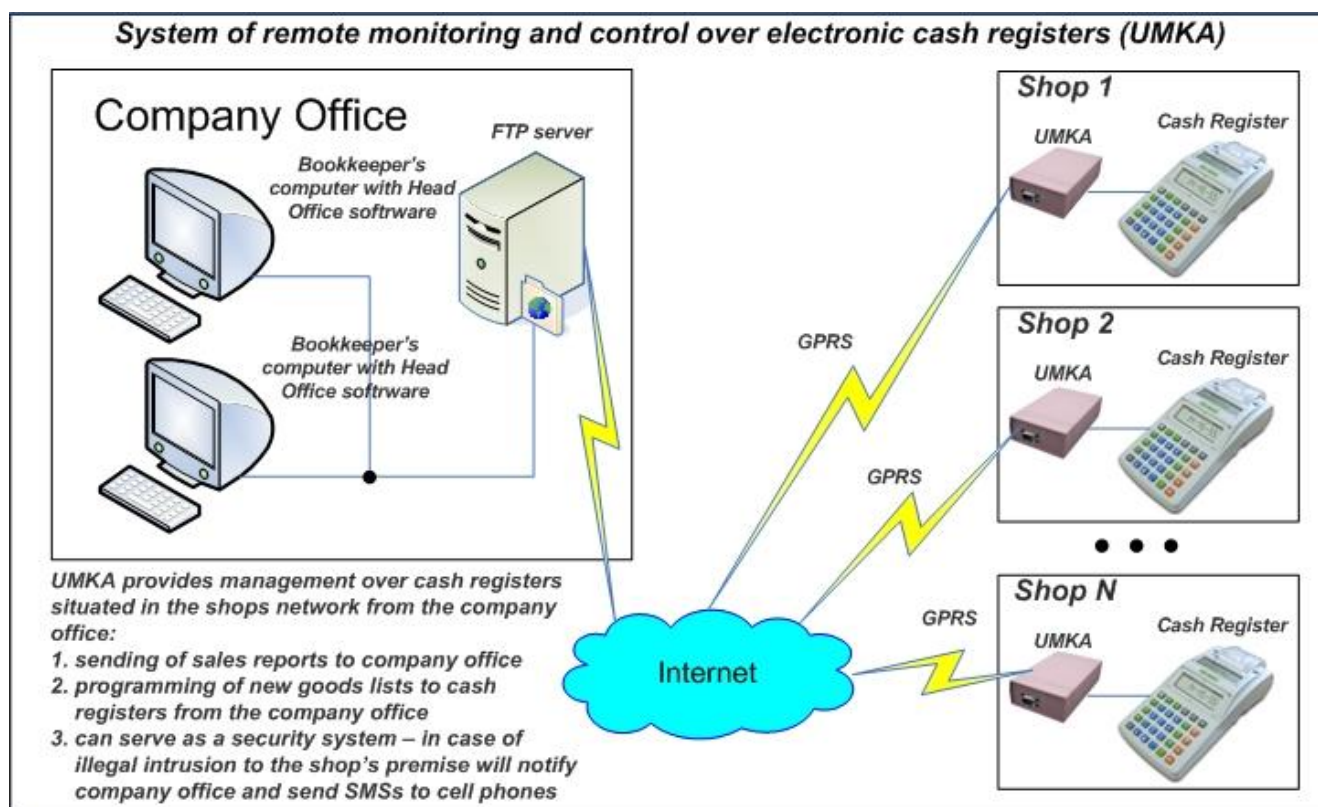 System of remote monitoring and control over electronic cash registers (UMKA)
Company Office
FTP server
Bookkeeper's
computer with Head
Office softrware
Bookkeeper's
computer with Head
Office softrware
UMKA provides management over cash registers
situated in the shops network from the company
office:
1. sending of sales reports to company office
2. programming of new goods lists to cash
registers from the company office
3. can serve as a security system – in case of
illegal intrusion to the shop's premise will notify
company office and send SMSs to cell phones
Internet
GPRS
GPRS
GPRS
Shop 1
UMKA
Cash Register
Shop 2
UMKA
Cash Register
Shop N
UMKA
Cash Register